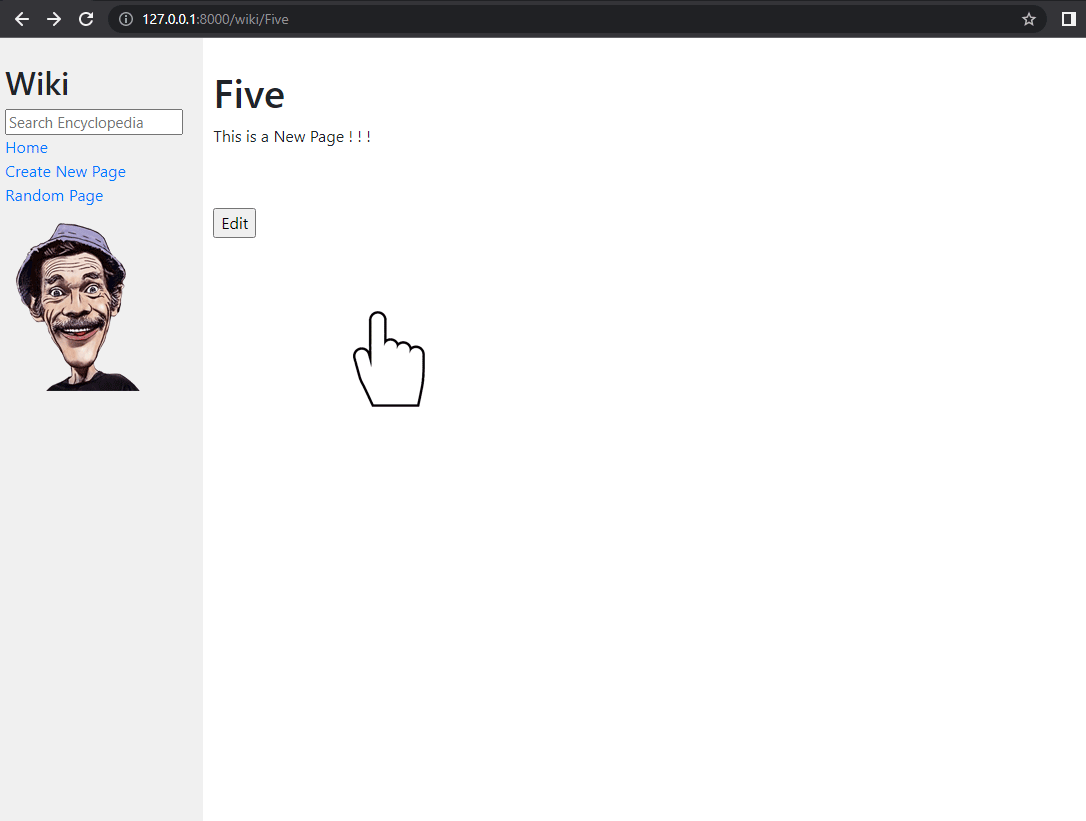 127.0.0.1:8000/wiki/Five
Wiki
Search Encyclopedia
Home
Create New Page
Random Page
Five
This is a New Page ! ! !
Edit